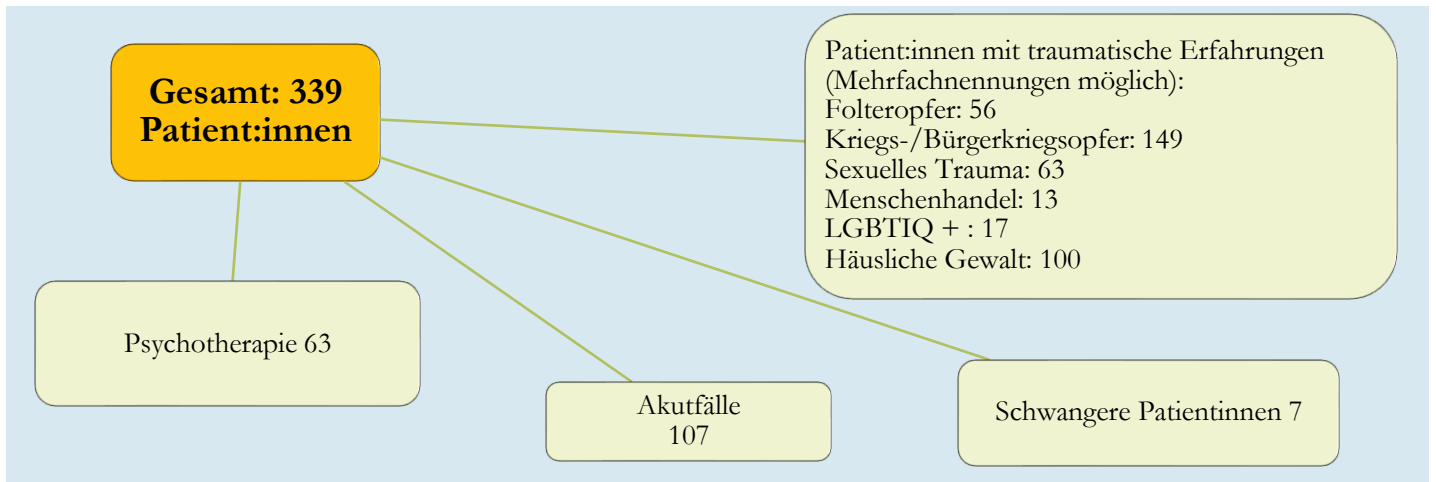 Gesamt: 339
Patient:innen
Patient:innen mit traumatische Erfahrungen
(Mehrfachnennungen möglich):
Folteropfer: 56
Kriegs-/Bürgerkriegsopfer: 149
Sexuelles Trauma: 63
Menschenhandel: 13
LGBTIQ + : 17
Häusliche Gewalt: 100
Psychotherapie 63
Akutfälle
107
Schwangere Patientinnen 7